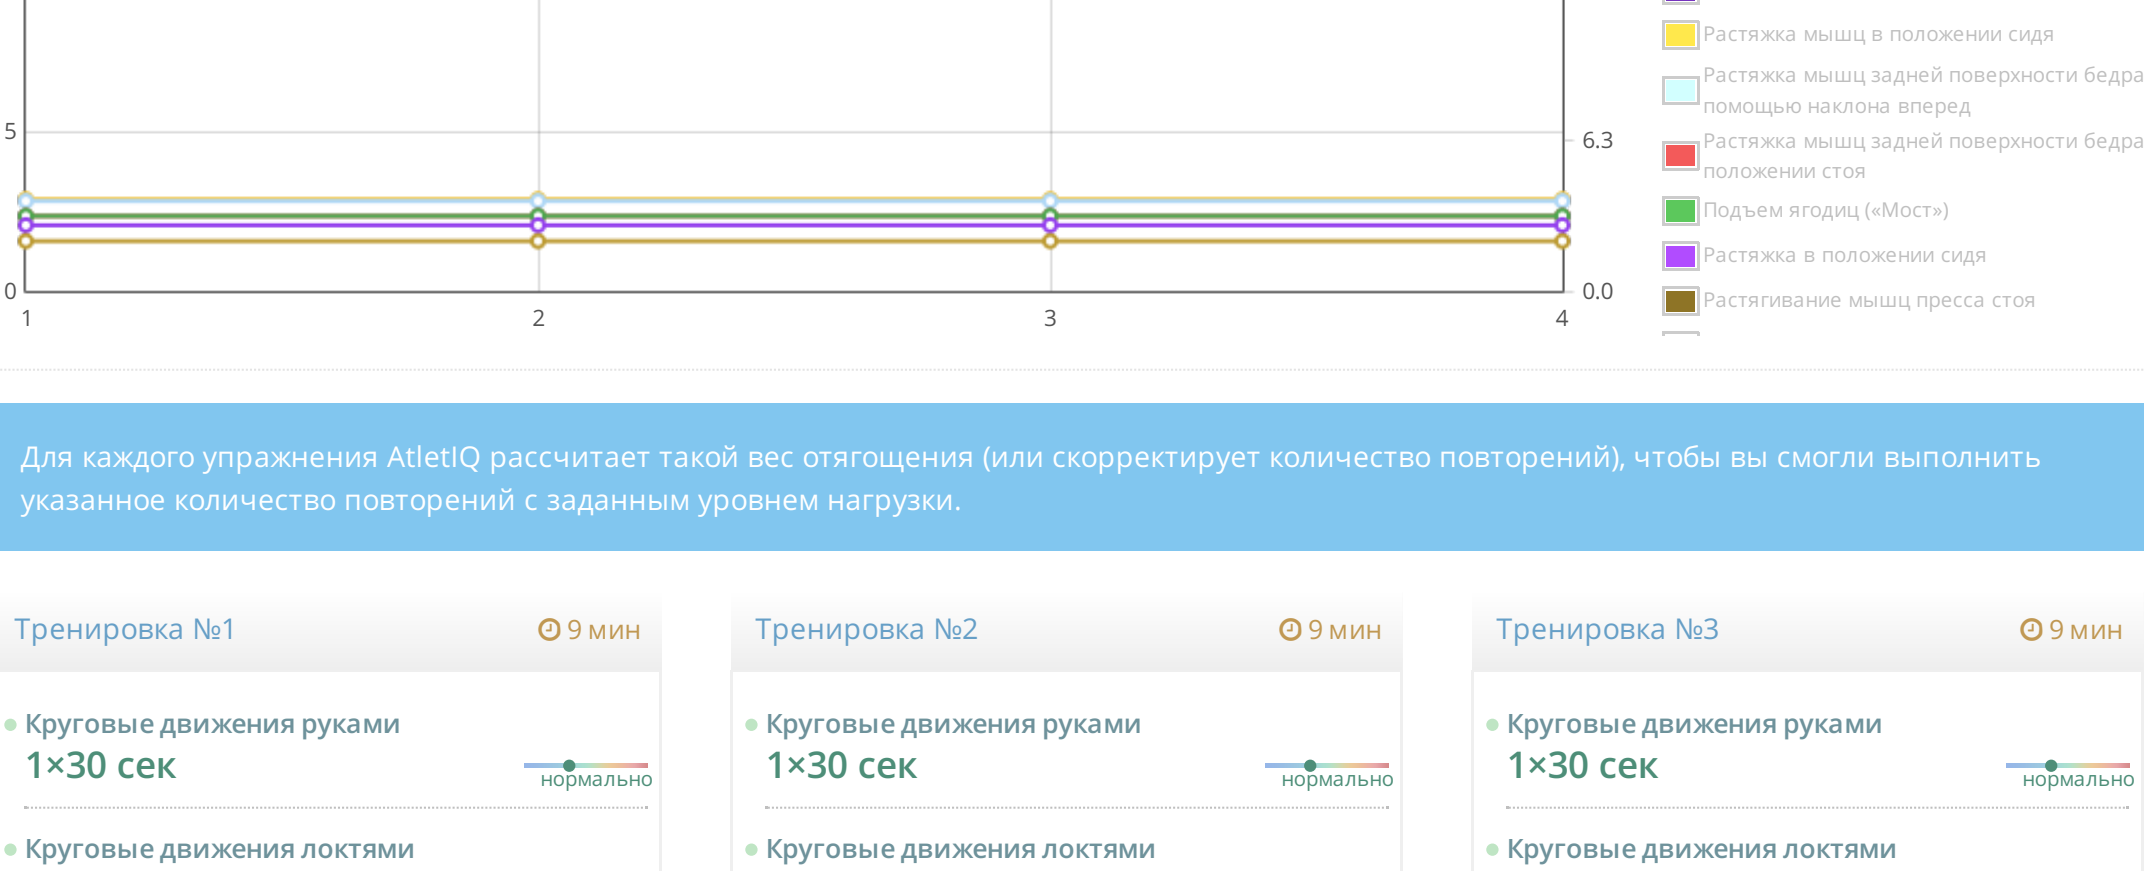 Растяжка мышц в положении сидя
Растяжка мышц задней поверхности бедра
помощью наклона вперед
5
6.3
Растяжка мышц задней поверхности бедра
положении стоя
Подъем ягодиц («Мост»)
Растяжка в положении сидя
0
0.0
Растягивание мышц пресса стоя
1
2
3
4
Для каждого упражнения AtletIQ рассчитает такой вес отягощения (или скорректирует количество повторений), чтобы вы смогли выполнить
указанное количество повторений с заданным уровнем нагрузки.
Тренировка №1
9 мин
Круговые движения руками
1×30 сек
нормально
Круговые движения локтями
Тренировка №2
9 мин
Круговые движения руками
1×30 сек
нормально
Круговые движения локтями
Тренировка №3
9 мин
Круговые движения руками
1×30 сек
нормально
Круговые движения локтями